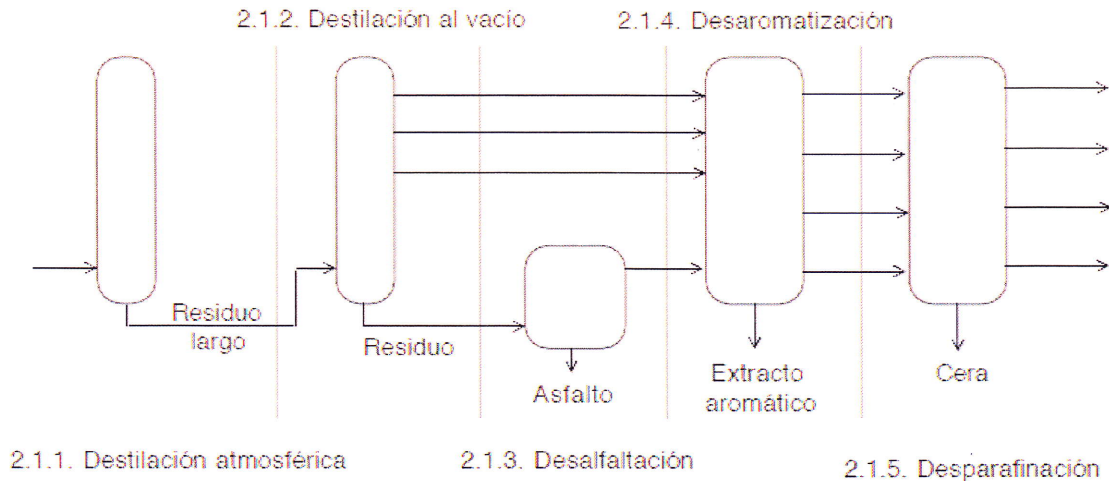 2.1.2. Destilación al vacío
2.1.4. Desaromatización
Residuo
largo
Residuo
Asfalto
Extracto
aromático
Cera
2.1.1. Destilación atmosférica
2.1.3. Desalfaltación
2.1.5. Desparafinación